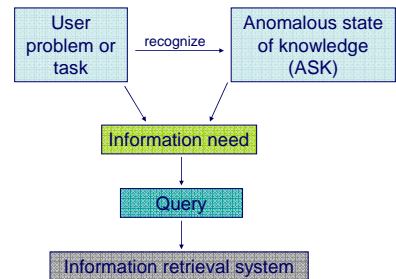 User
problem or
task
recognize
Anomalous state
of knowledge
(ASK)
Information need
Query
Information retrieval system